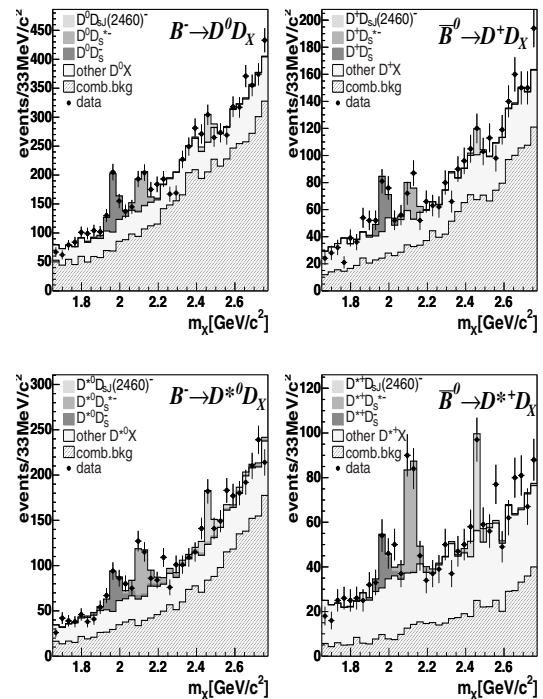 events/33MeV/c²
450
400
350
300
250
200
150
100
50
0
D⁰D_SJ(2460)⁻
D⁰D_S*⁻
D⁰D_S⁻
other D⁰X
comb.bkg
data
B⁻→D⁰D_X
1.8 2 2.2 2.4 2.6
m_X[GeV/c²]
events/33MeV/c²
200
180
160
140
120
100
80
60
40
20
0
D⁺D_SJ(2460)⁻
D⁺D_S*⁻
D⁺D_S⁻
other D⁺X
comb.bkg
data
B̅⁰→D⁺D_X
1.8 2 2.2 2.4 2.6
m_X[GeV/c²]
events/33MeV/c²
300
250
200
150
100
50
0
D*⁰D_SJ(2460)⁻
D*⁰D_S*⁻
D*⁰D_S⁻
other D*⁰X
comb.bkg
data
B⁻→D*⁰D_X
1.8 2 2.2 2.4 2.6
m_X[GeV/c²]
events/33MeV/c²
120
100
80
60
40
20
0
D*⁺D_SJ(2460)⁻
D*⁺D_S*⁻
D*⁺D_S⁻
other D*⁺X
comb.bkg
data
B̅⁰→D*⁺D_X
1.8 2 2.2 2.4 2.6
m_X[GeV/c²]